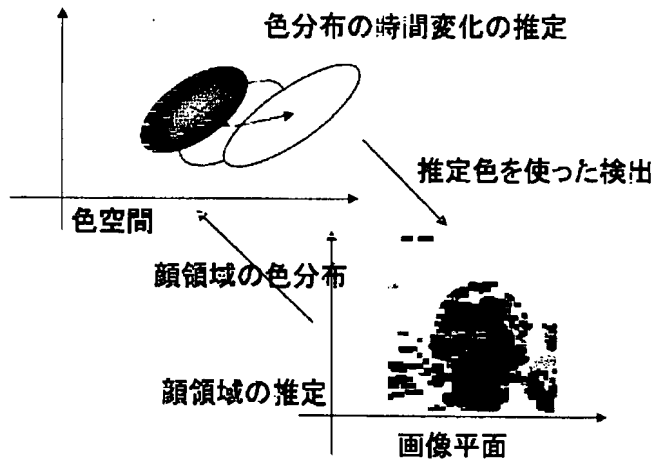 色分布の時間変化の推定
推定色を使った検出
色空間
顔領域の色分布
顔領域の推定
画像平面